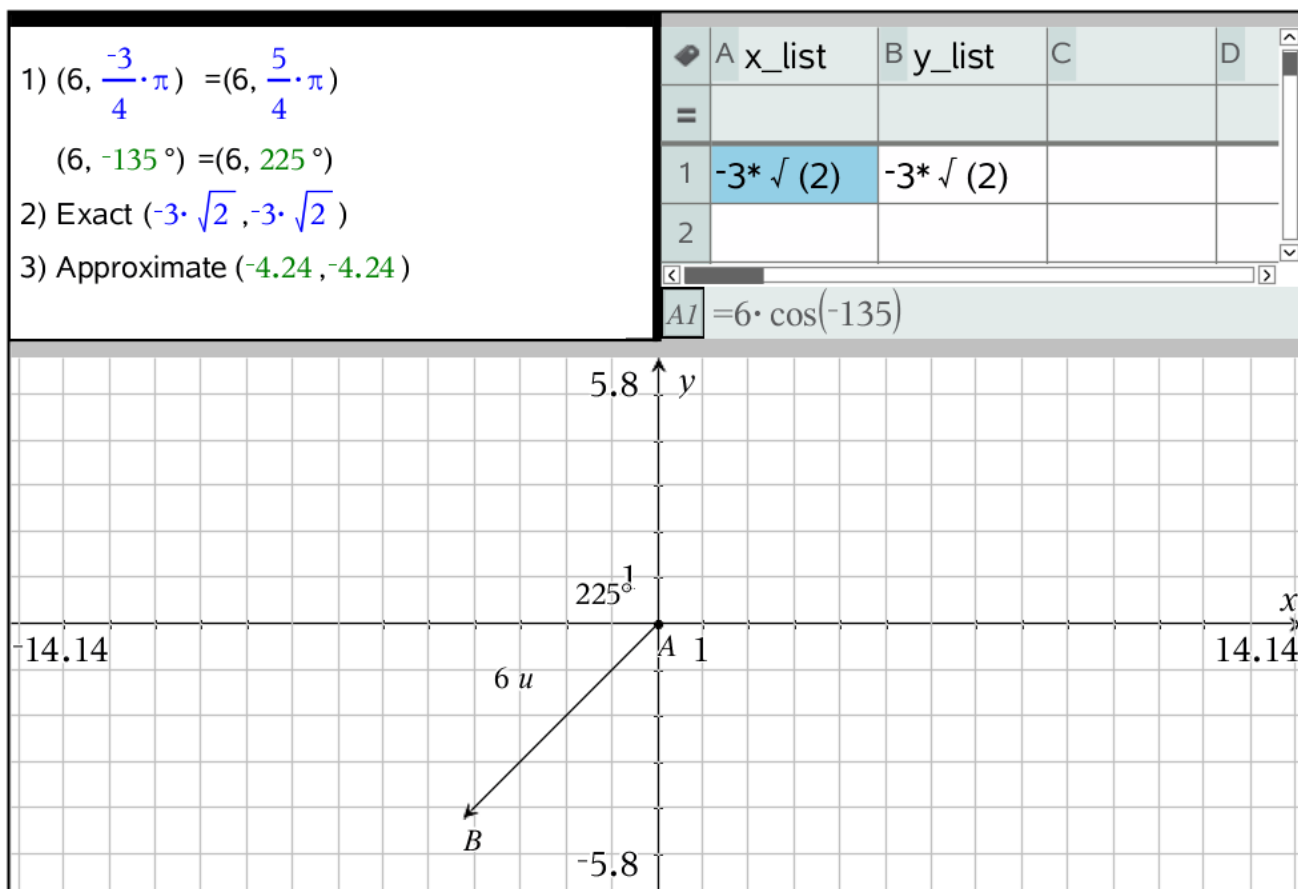 1) (6, ⁻3/4·π) =(6, 5/4·π)
(6, ⁻135°) =(6, 225°)
2) Exact (⁻3·√2 ,⁻3·√2 )
3) Approximate (⁻4.24 ,⁻4.24 )
A x_list B y_list C D
=
1 ⁻3*√(2) ⁻3*√(2)
2
A1 =6·cos(⁻135)
5.8 y
1
225°
x
⁻14.14 A 1 14.14
6 u
B
⁻5.8